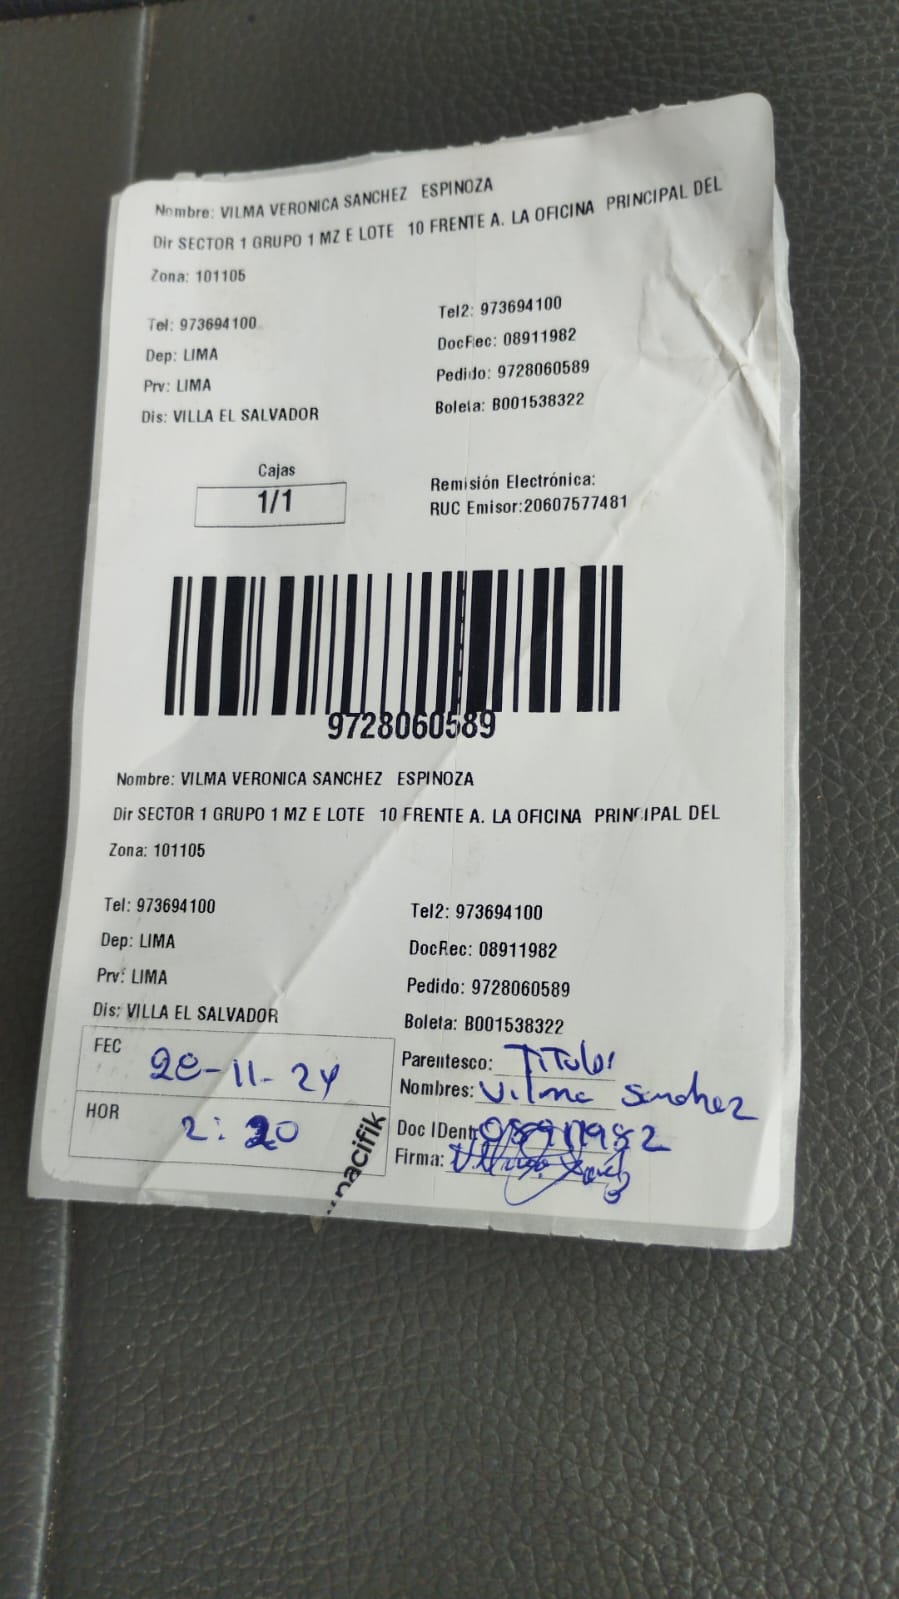 Nombre: VILMA VERONICA SANCHEZ ESPINOZA
Dir SECTOR 1 GRUPO 1 MZ E LOTE 10 FRENTE A. LA OFICINA PRINCIPAL DEL
Zona: 101105
Tel: 973694100 Tel2: 973694100
Dep: LIMA DocRec: 08911982
Prv: LIMA Pedido: 9728060589
Dis: VILLA EL SALVADOR Boleta: B001538322
Cajas
1/1
Remisión Electrónica:
RUC Emisor:20607577481
9728060589
Nombre: VILMA VERONICA SANCHEZ ESPINOZA
Dir SECTOR 1 GRUPO 1 MZ E LOTE 10 FRENTE A. LA OFICINA PRINCIPAL DEL
Zona: 101105
Tel: 973694100 Tel2: 973694100
Dep: LIMA DocRec: 08911982
Prv: LIMA Pedido: 9728060589
Dis: VILLA EL SALVADOR Boleta: B001538322
FEC 28-11-24
HOR 2:20
Parentesco: Titular
Nombres: Vilma Sanchez
Doc IDent: 08911982
Firma:
pacifik